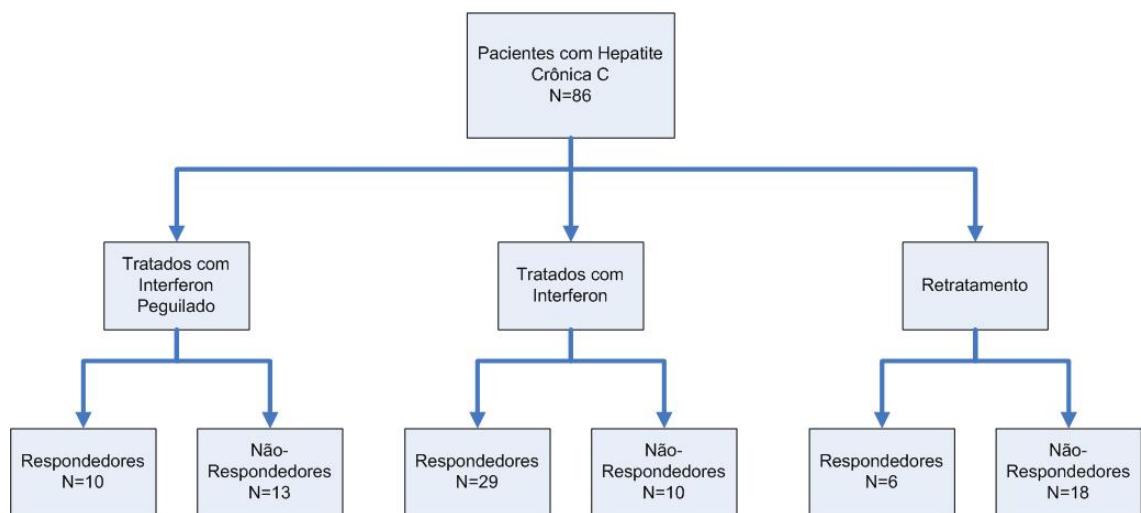 Pacientes com Hepatite
Crônica C
N=86
Tratados com
Interferon
Peguilado
Tratados com
Interferon
Retratamento
Respondedores
N=10
Não-
Respondedores
N=13
Respondedores
N=29
Não-
Respondedores
N=10
Respondedores
N=6
Não-
Respondedores
N=18